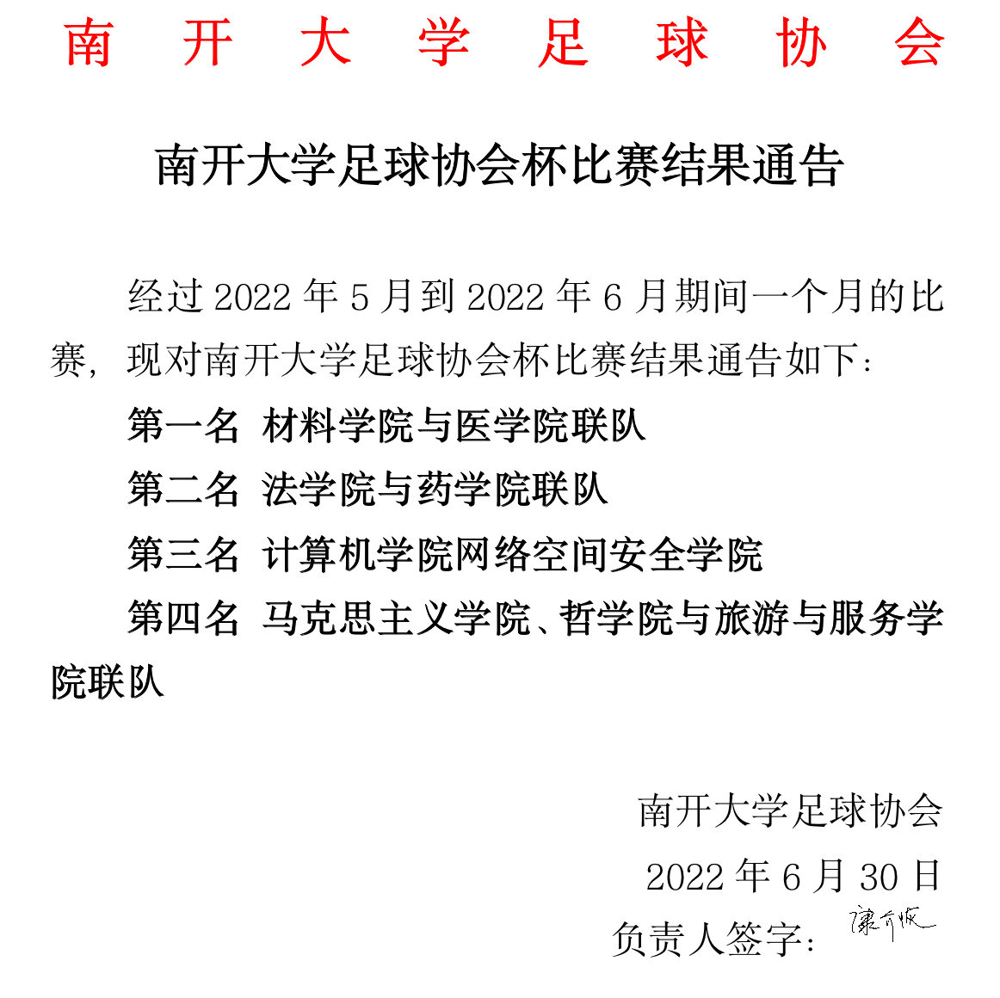 南开大学足球协会
南开大学足球协会杯比赛结果通告
经过 2022 年 5 月到 2022 年 6 月期间一个月的比
赛，现对南开大学足球协会杯比赛结果通告如下：
第一名 材料学院与医学院联队
第二名 法学院与药学院联队
第三名 计算机学院网络空间安全学院
第四名 马克思主义学院、哲学院与旅游与服务学
院联队
南开大学足球协会
2022 年 6 月 30 日
负责人签字：